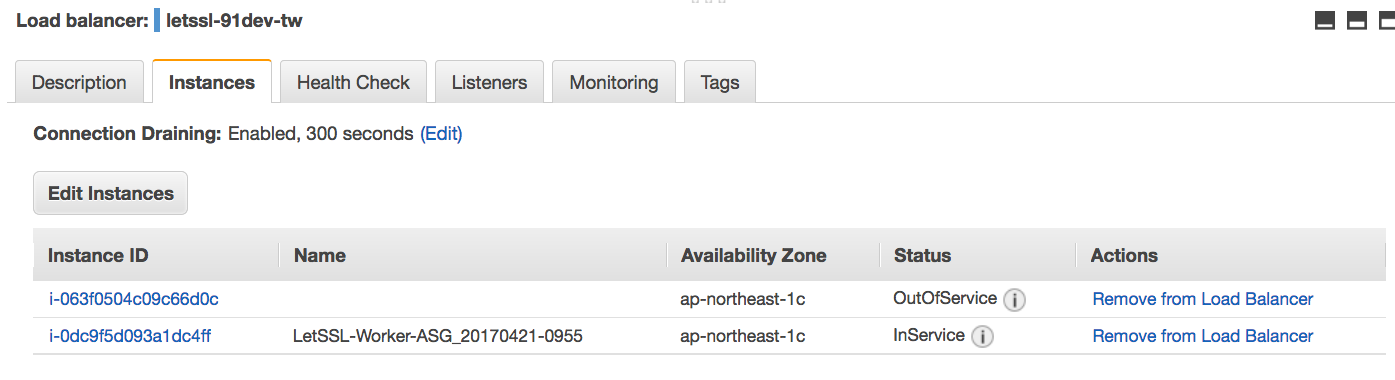 Load balancer: letssl-91dev-tw
Description Instances Health Check Listeners Monitoring Tags
Connection Draining: Enabled, 300 seconds (Edit)
Edit Instances
Instance ID Name Availability Zone Status Actions
i-063f0504c09c66d0c ap-northeast-1c OutOfService i Remove from Load Balancer
i-0dc9f5d093a1dc4ff LetSSL-Worker-ASG_20170421-0955 ap-northeast-1c InService i Remove from Load Balancer